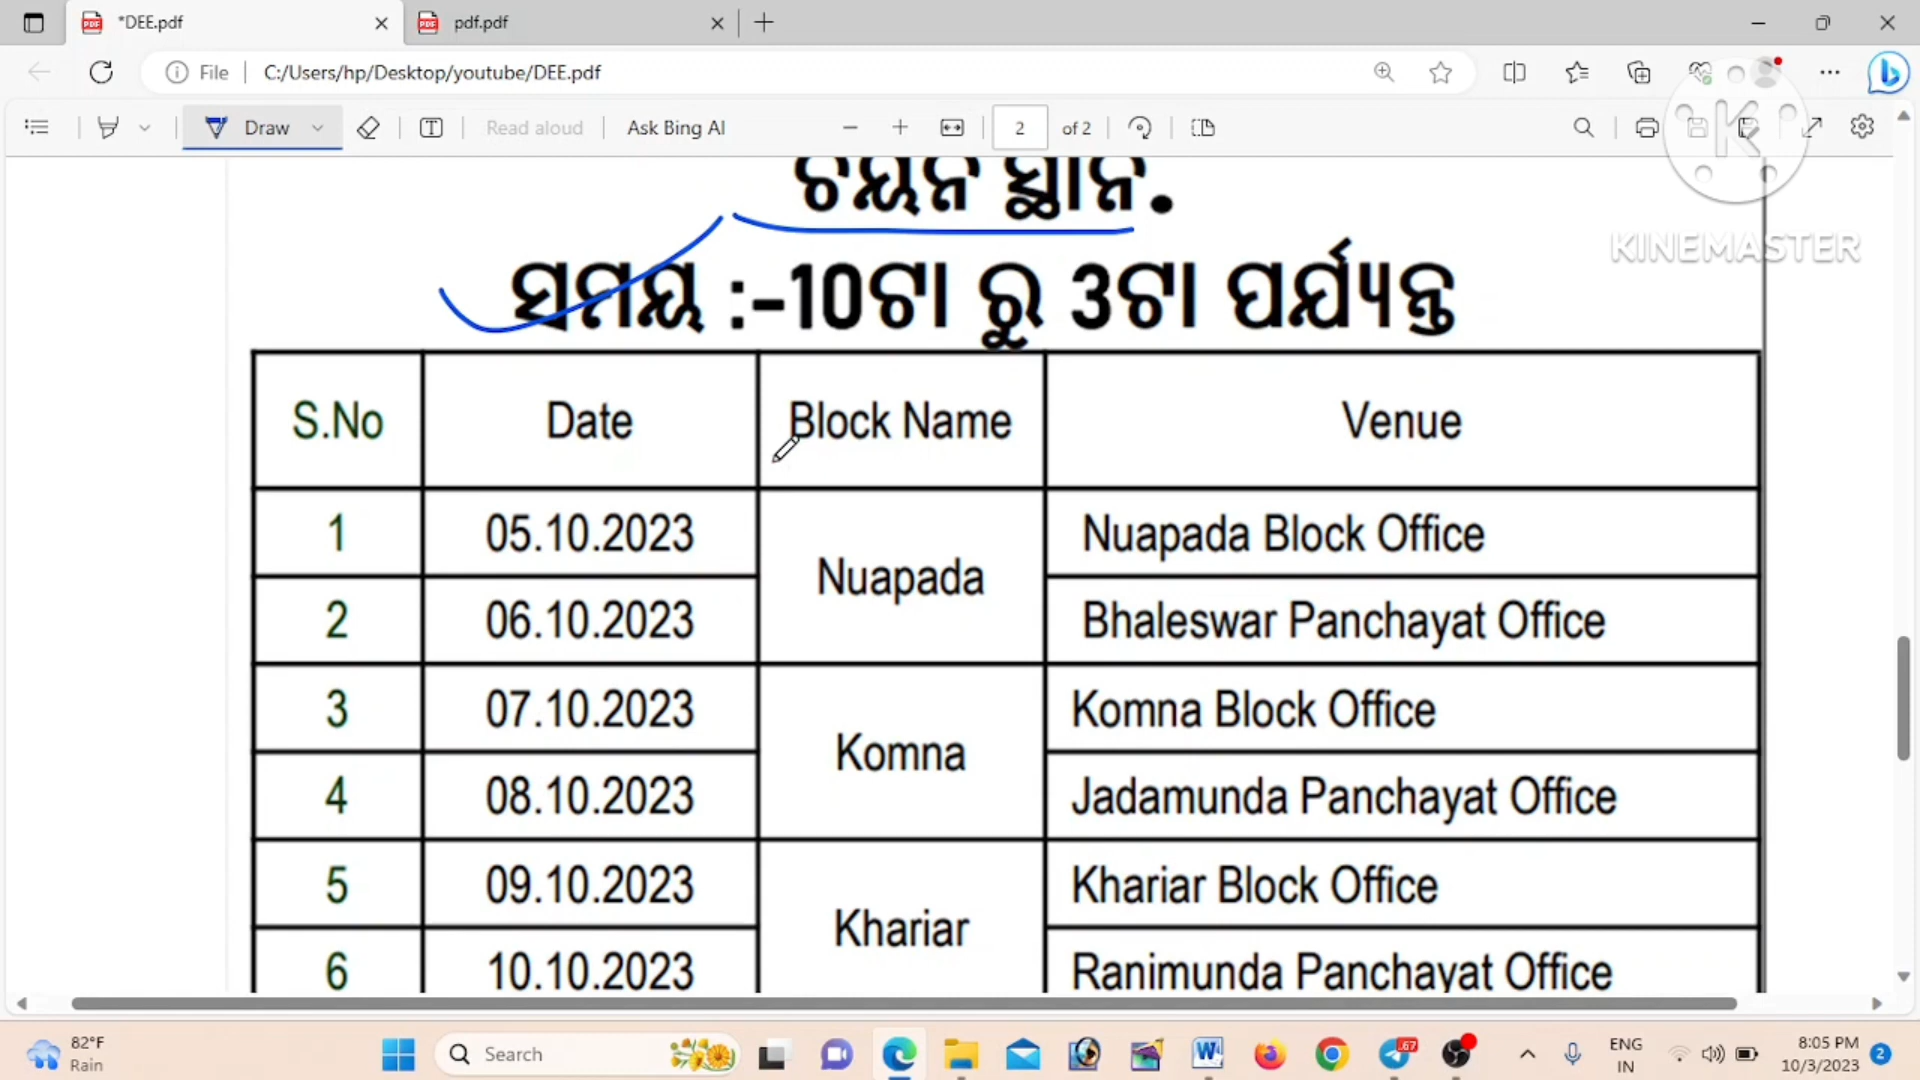 *DEE.pdf
pdf.pdf
File C:/Users/hp/Desktop/youtube/DEE.pdf
Draw Read aloud Ask Bing AI 2 of 2
ଚୟନ ସ୍ଥାନ.
ସମୟ :-10ଟା ରୁ 3ଟା ପର୍ଯ୍ୟନ୍ତ
KINEMASTER
S.No Date Block Name Venue
1 05.10.2023 Nuapada Nuapada Block Office
2 06.10.2023 Bhaleswar Panchayat Office
3 07.10.2023 Komna Komna Block Office
4 08.10.2023 Jadamunda Panchayat Office
5 09.10.2023 Khariar Khariar Block Office
6 10.10.2023 Ranimunda Panchayat Office
82°F
Rain
Search
67
ENG
IN
8:05 PM
10/3/2023
2